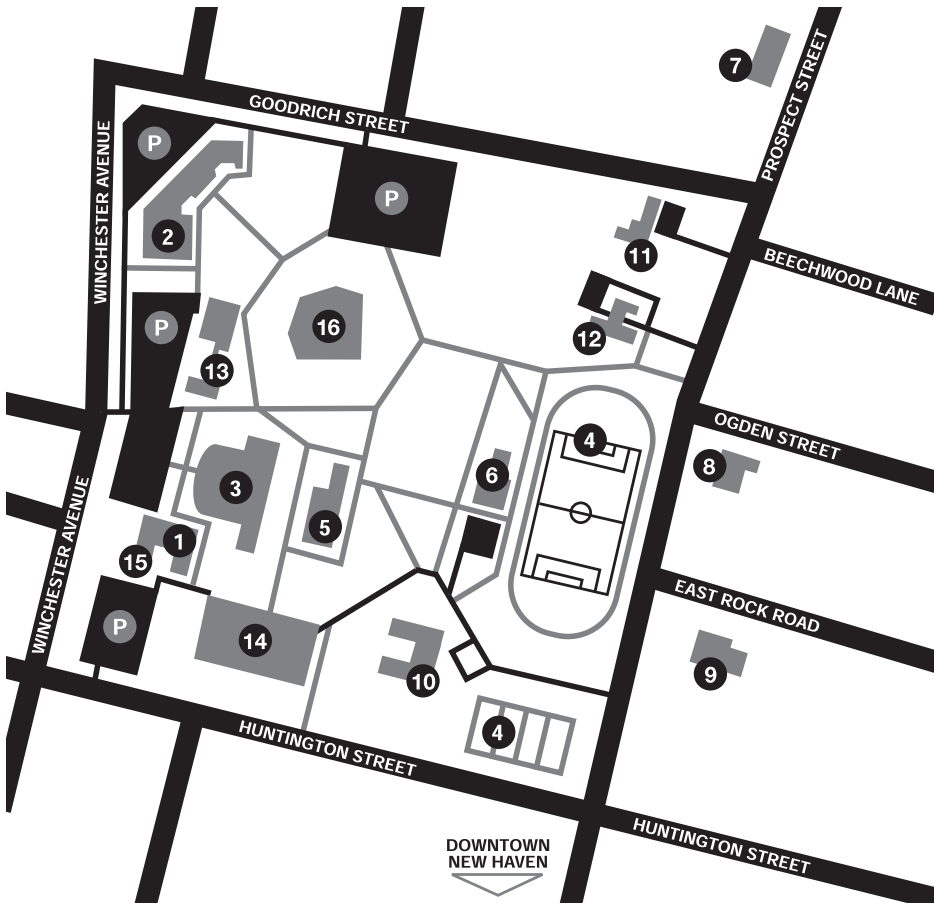 7
GOODRICH STREET
PROSPECT STREET
WINCHESTER AVENUE
P
P
2
11
BEECHWOOD LANE
P
16
12
13
4
OGDEN STREET
8
6
3
5
1
15
WINCHESTER AVENUE
EAST ROCK ROAD
P
14
10
9
4
HUNTINGTON STREET
HUNTINGTON STREET
DOWNTOWN
NEW HAVEN